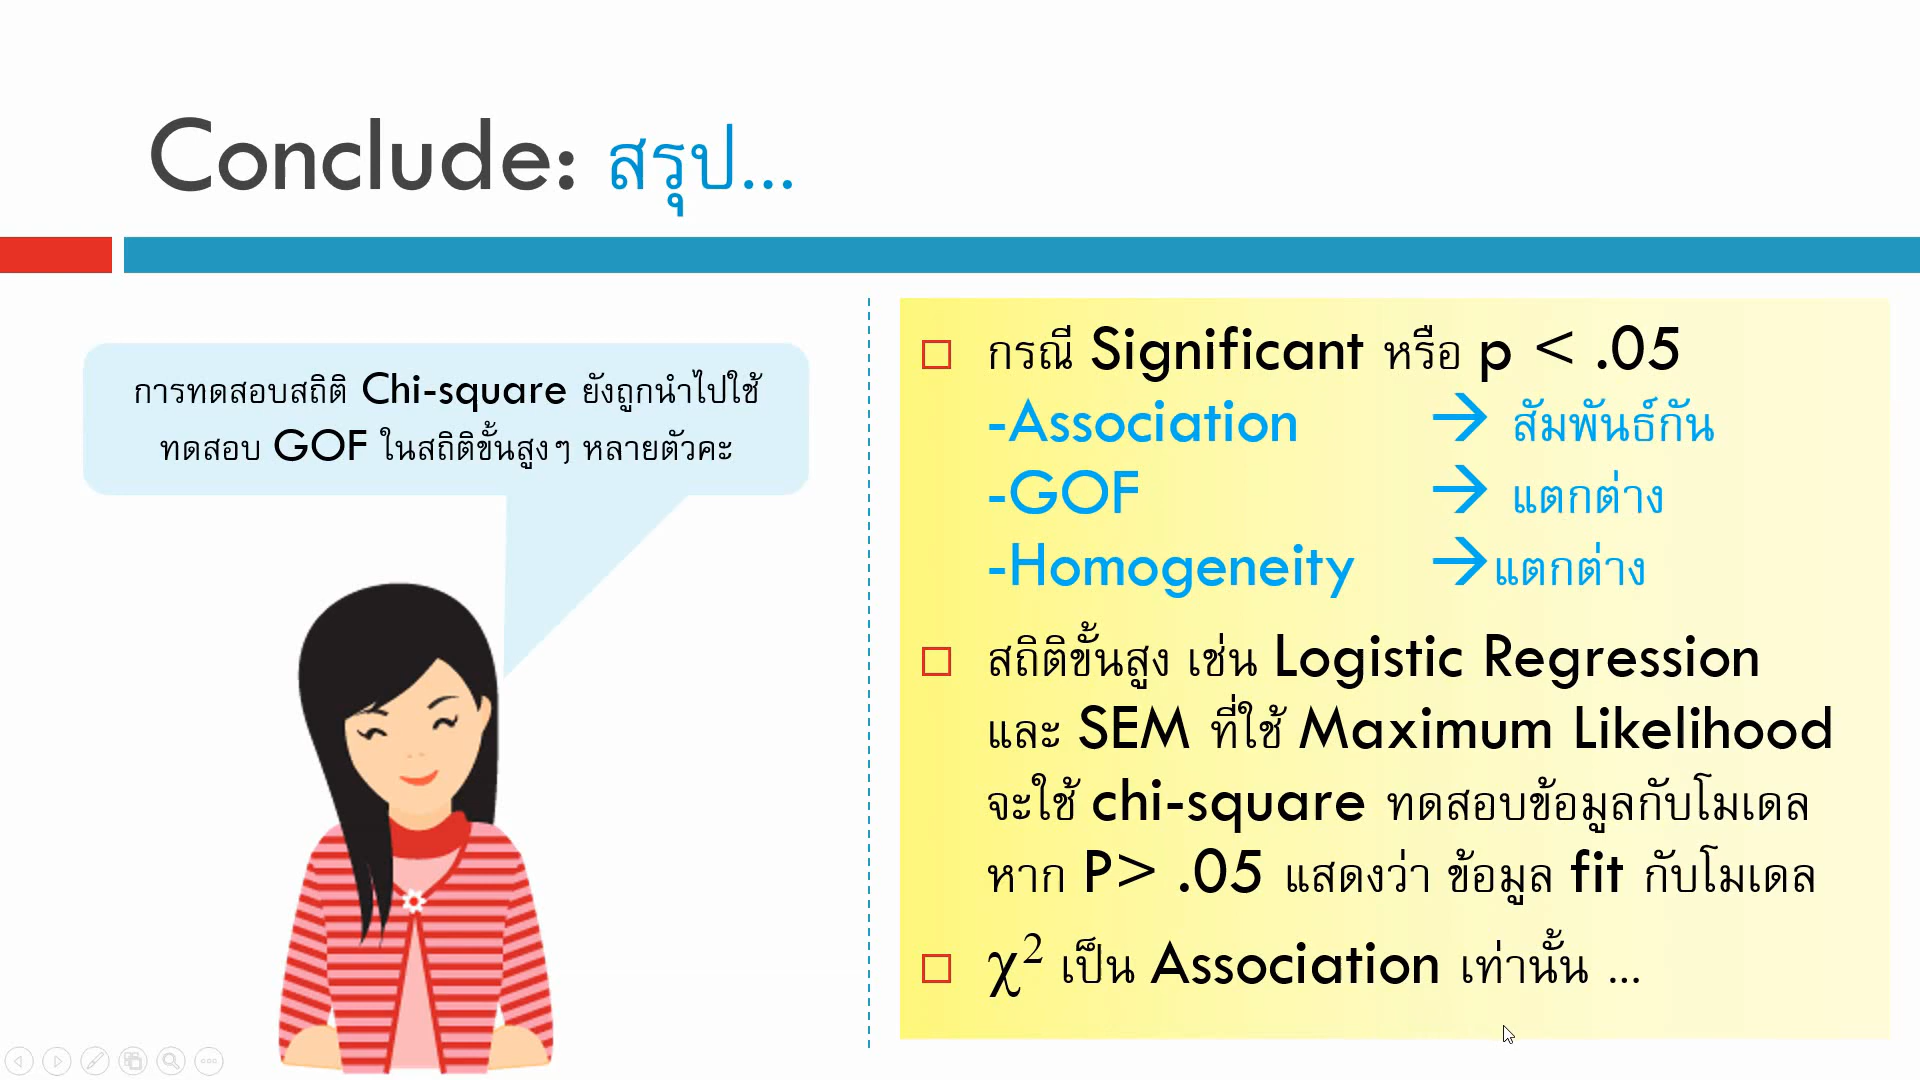 Conclude: สรุป...
การทดสอบสถิติ Chi-square ยังถูกนำไปใช้
ทดสอบ GOF ในสถิติขั้นสูงๆ หลายตัวคะ
กรณี Significant หรือ p < .05
-Association → สัมพันธ์กัน
-GOF → แตกต่าง
-Homogeneity →แตกต่าง
สถิติขั้นสูง เช่น Logistic Regression
และ SEM ที่ใช้ Maximum Likelihood
จะใช้ chi-square ทดสอบข้อมูลกับโมเดล
หาก P> .05 แสดงว่า ข้อมูล fit กับโมเดล
χ² เป็น Association เท่านั้น ...